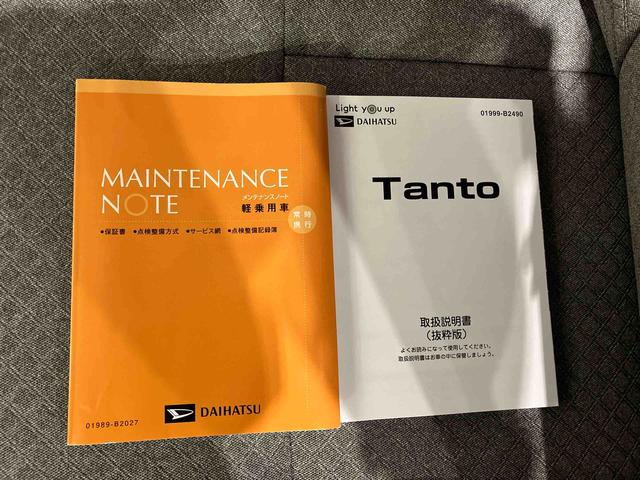 MAINTENANCE
NOTE
メンテナンスノート
軽乗用車
常時
携行
●保証書 ●点検整備方式 ●サービス網 ●点検整備記録簿
DAIHATSU
01989-B2027
Light you up
DAIHATSU
01999-B2490
Tanto
取扱説明書
（抜粋版）
よくお読みになって使用してください。
取扱説明書はお車の中に保管しましょう。